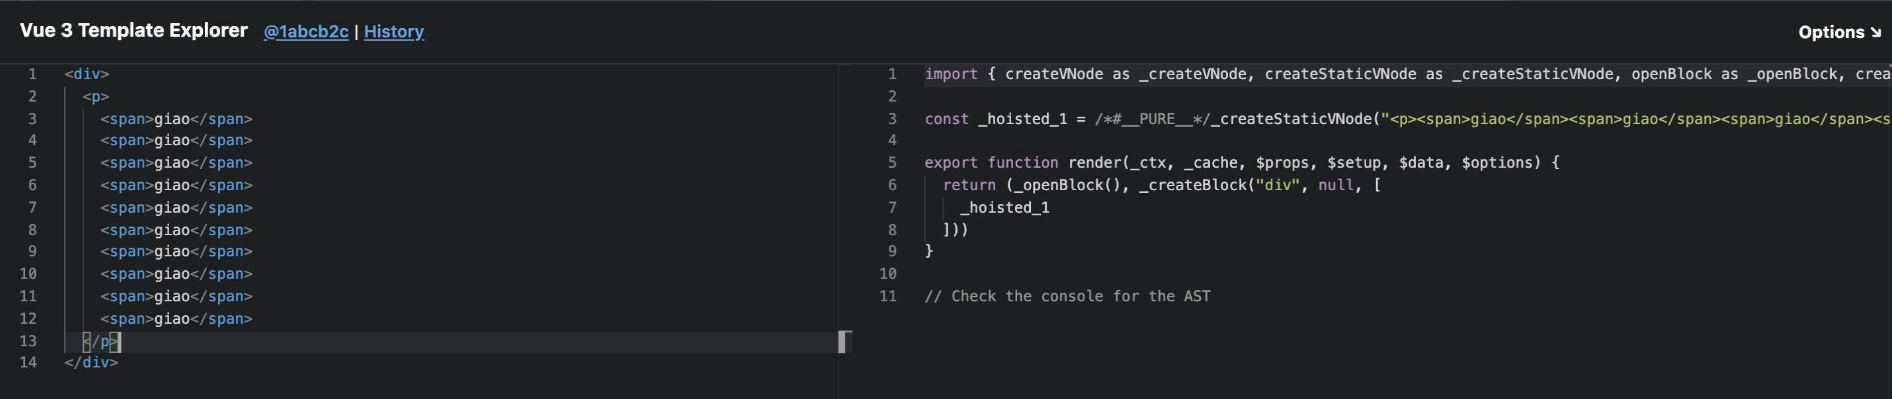 Vue 3 Template Explorer @1abcb2c | History
Options ↘
1 <div>
2 <p>
3 <span>giao</span>
4 <span>giao</span>
5 <span>giao</span>
6 <span>giao</span>
7 <span>giao</span>
8 <span>giao</span>
9 <span>giao</span>
10 <span>giao</span>
11 <span>giao</span>
12 <span>giao</span>
13 </p>
14 </div>
1 import { createVNode as _createVNode, createStaticVNode as _createStaticVNode, openBlock as _openBlock, crea
2
3 const _hoisted_1 = /*#__PURE__*/_createStaticVNode("<p><span>giao</span><span>giao</span><span>giao</span><s
4
5 export function render(_ctx, _cache, $props, $setup, $data, $options) {
6 return (_openBlock(), _createBlock("div", null, [
7 _hoisted_1
8 ]))
9 }
10
11 // Check the console for the AST